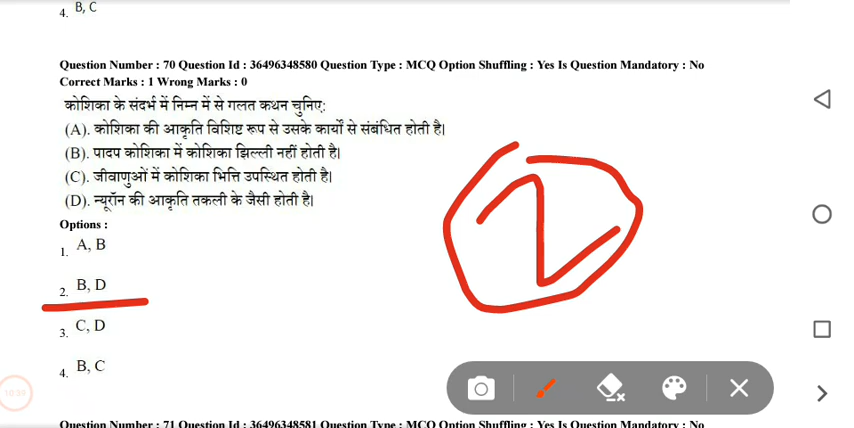 4. B, C
Question Number : 70 Question Id : 36496348580 Question Type : MCQ Option Shuffling : Yes Is Question Mandatory : No
Correct Marks : 1 Wrong Marks : 0
कोशिका के संदर्भ में निम्न में से गलत कथन चुनिए:
(A). कोशिका की आकृति विशिष्ट रूप से उसके कार्यों से संबंधित होती है।
(B). पादप कोशिका में कोशिका झिल्ली नहीं होती है।
(C). जीवाणुओं में कोशिका भित्ति उपस्थित होती है।
(D). न्यूरॉन की आकृति तकली के जैसी होती है।
Options :
1. A, B
2. B, D
3. C, D
4. B, C
2
Question Number : 71 Question Id : 36496348581 Question Type : MCQ Option Shuffling : Yes Is Question Mandatory : No